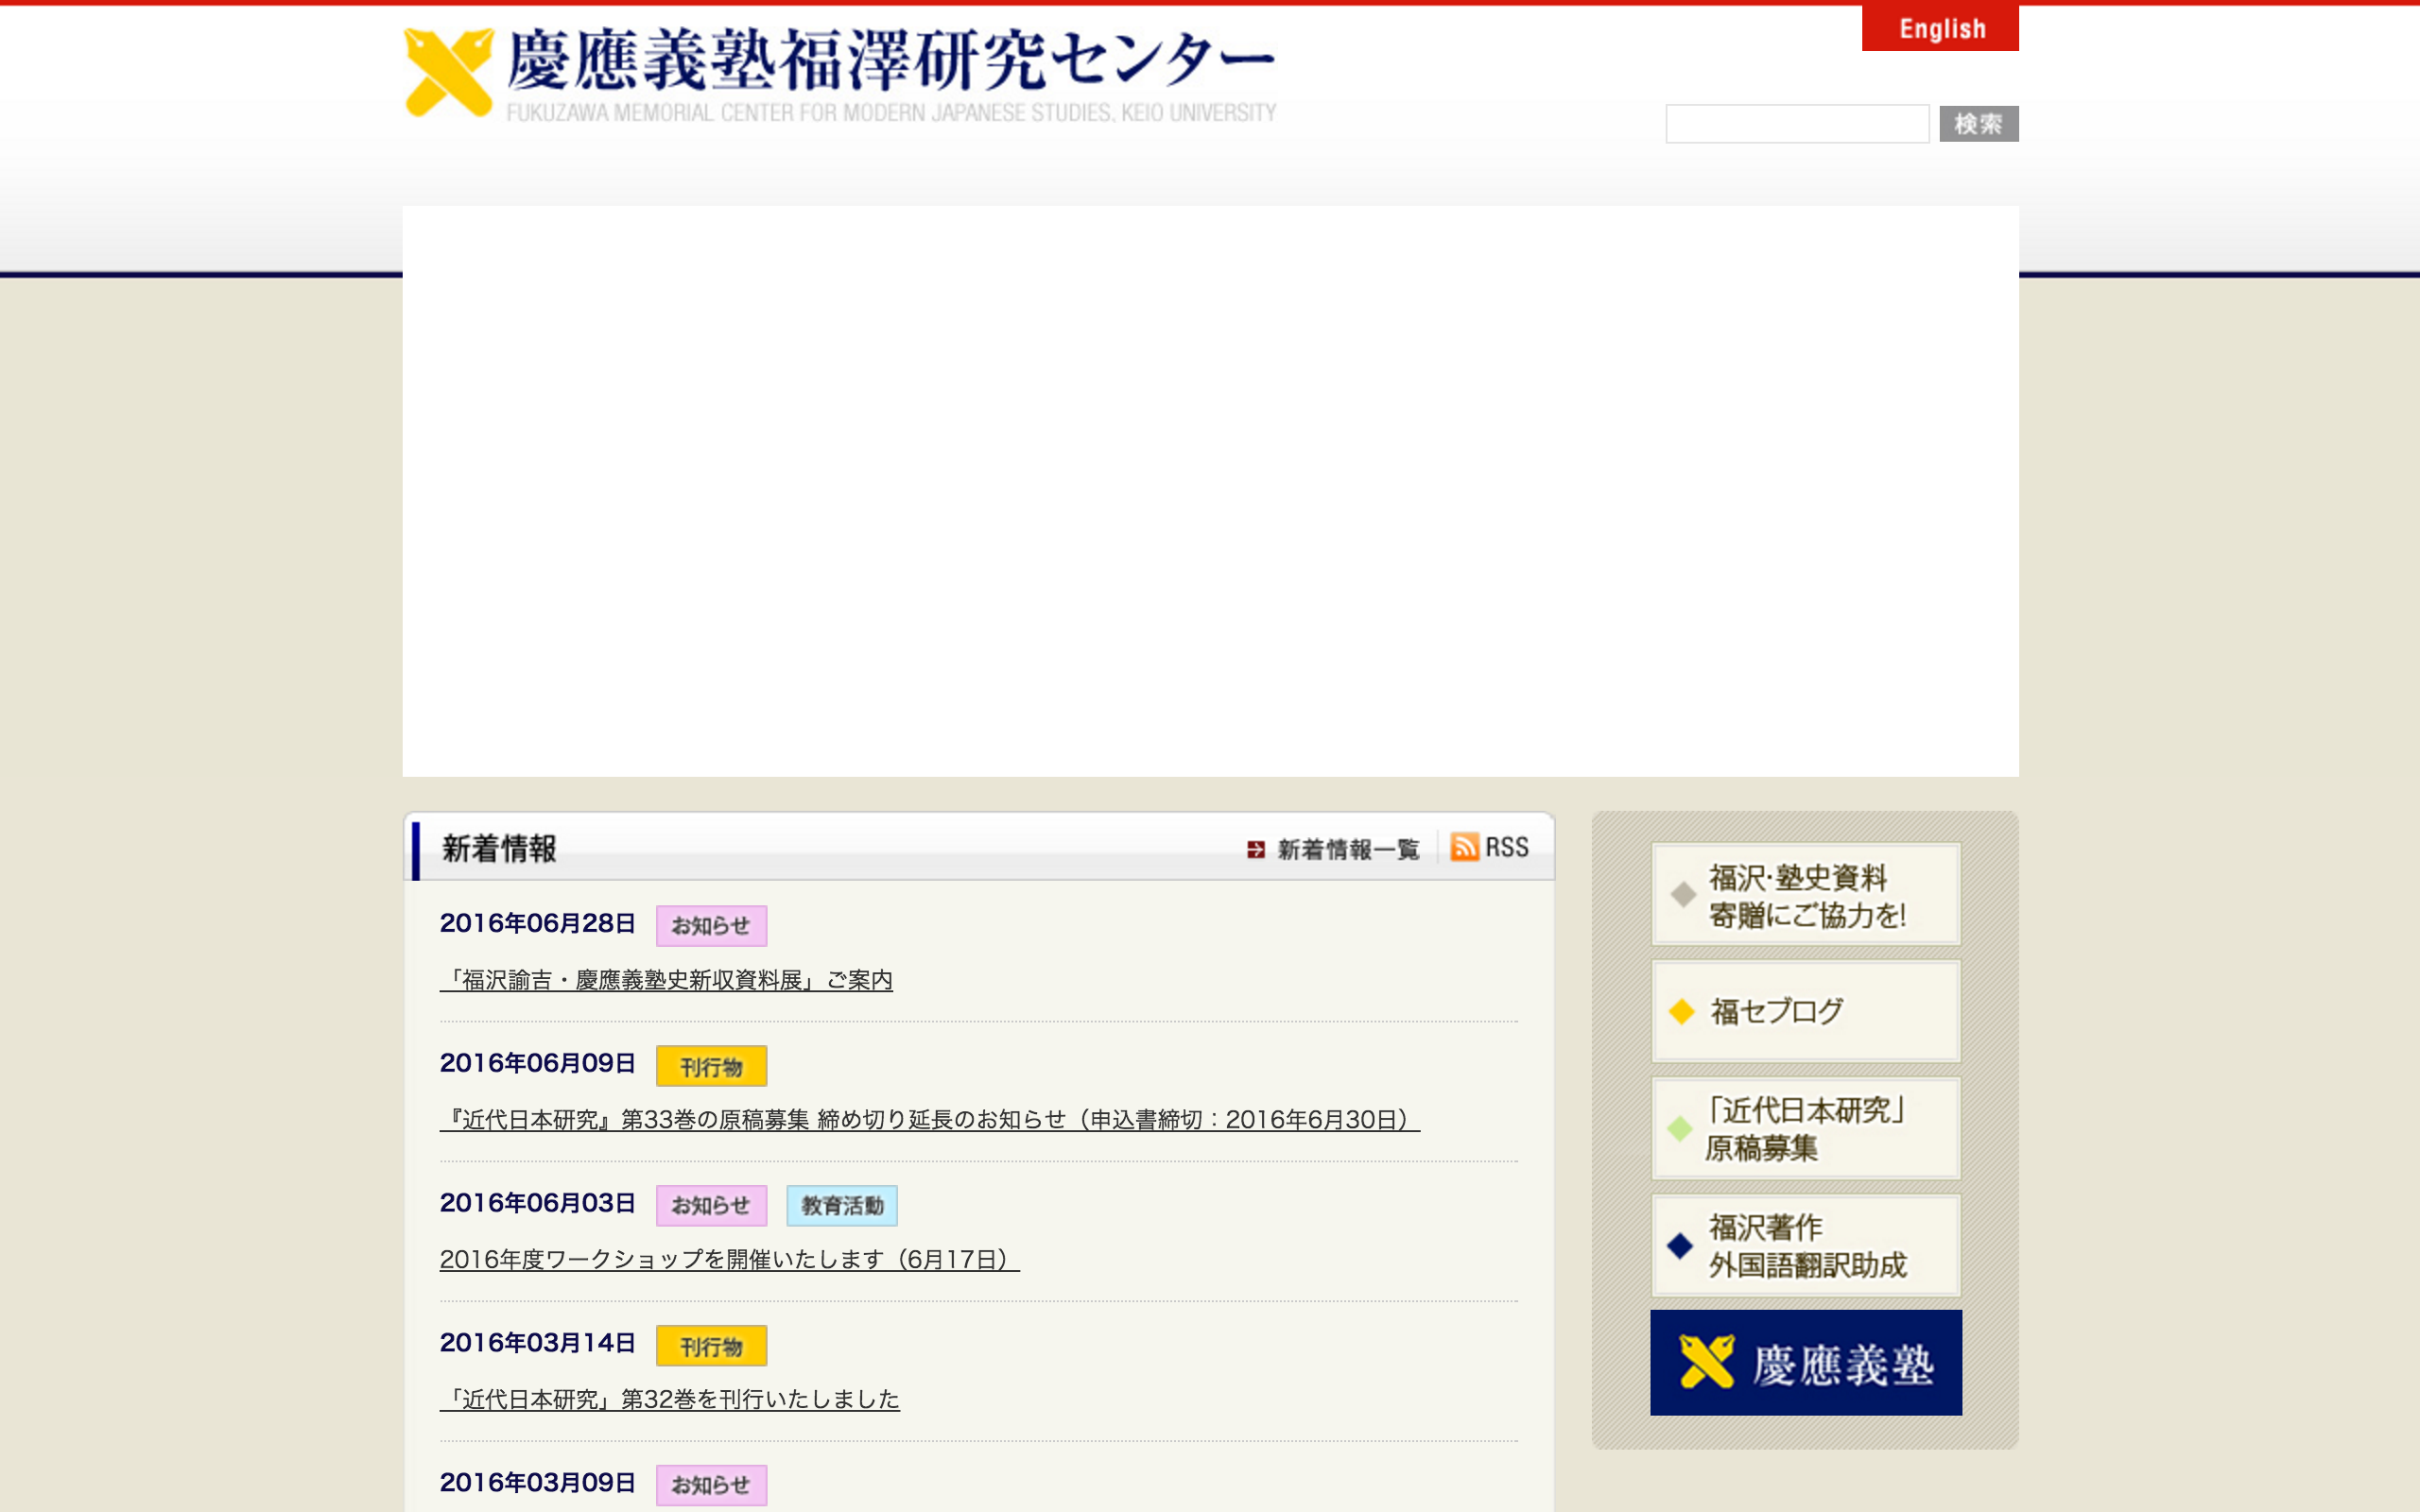 慶應義塾福澤研究センター
FUKUZAWA MEMORIAL CENTER FOR MODERN JAPANESE STUDIES, KEIO UNIVERSITY
English
検索
新着情報
新着情報一覧
RSS
2016年06月28日 お知らせ
「福沢諭吉・慶應義塾史新収資料展」ご案内
2016年06月09日 刊行物
『近代日本研究』第33巻の原稿募集 締め切り延長のお知らせ（申込書締切：2016年6月30日）
2016年06月03日 お知らせ 教育活動
2016年度ワークショップを開催いたします（6月17日）
2016年03月14日 刊行物
「近代日本研究」第32巻を刊行いたしました
2016年03月09日 お知らせ
福沢・塾史資料
寄贈にご協力を!
福セブログ
「近代日本研究」
原稿募集
福沢著作
外国語翻訳助成
慶應義塾